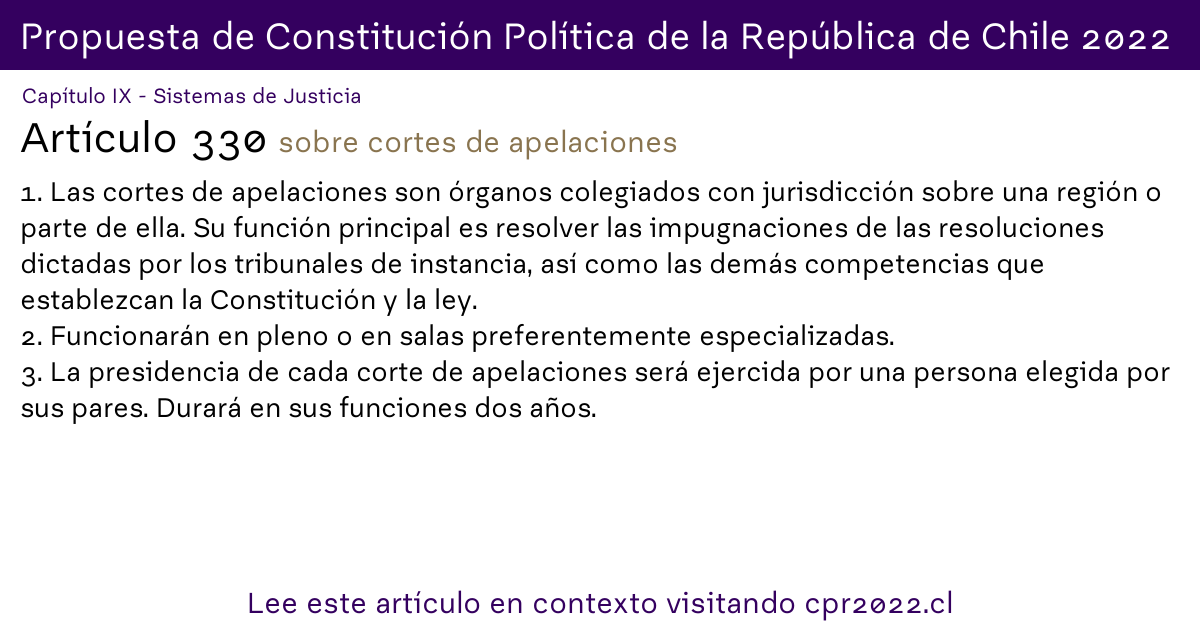 Propuesta de Constitución Política de la República de Chile 2022
Capítulo IX - Sistemas de Justicia
Artículo 330 sobre cortes de apelaciones
1. Las cortes de apelaciones son órganos colegiados con jurisdicción sobre una región o
parte de ella. Su función principal es resolver las impugnaciones de las resoluciones
dictadas por los tribunales de instancia, así como las demás competencias que
establezcan la Constitución y la ley.
2. Funcionarán en pleno o en salas preferentemente especializadas.
3. La presidencia de cada corte de apelaciones será ejercida por una persona elegida por
sus pares. Durará en sus funciones dos años.
Lee este artículo en contexto visitando cpr2022.cl